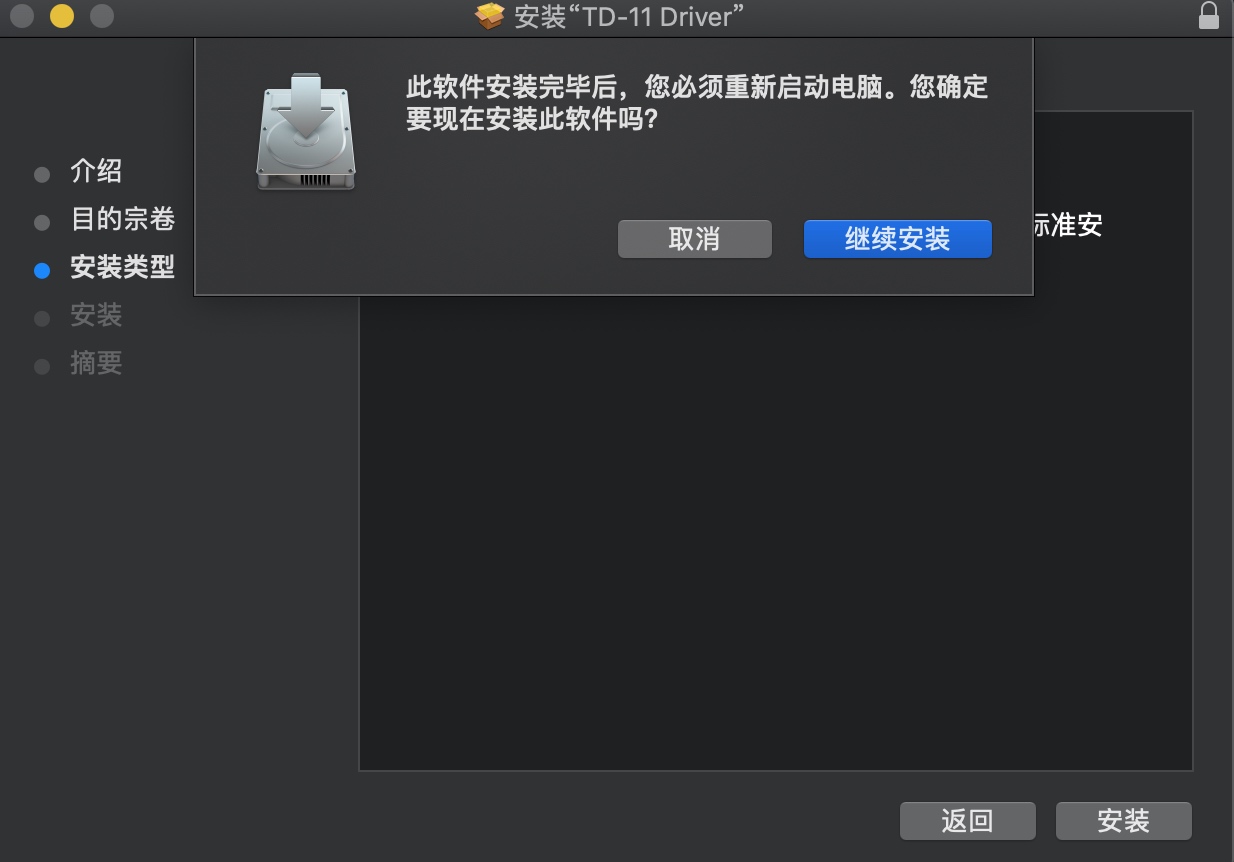 安装“TD-11 Driver”
此软件安装完毕后，您必须重新启动电脑。您确定
要现在安装此软件吗？
取消
继续安装
介绍
目的宗卷
安装类型
安装
摘要
标准安
返回
安装